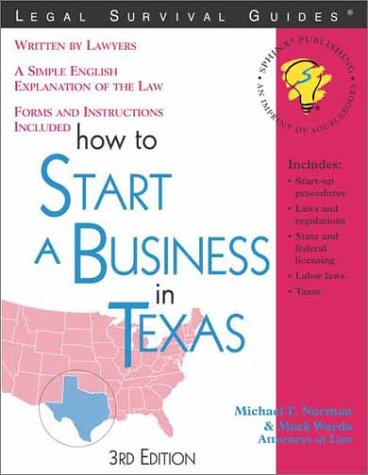 LEGAL SURVIVAL GUIDES®
WRITTEN BY LAWYERS
A SIMPLE ENGLISH
EXPLANATION OF THE LAW
FORMS AND INSTRUCTIONS
INCLUDED
SPHINX® PUBLISHING
AN IMPRINT OF SOURCEBOOKS
S
how to
START
A BUSINESS
in
TEXAS
Includes:
• Start-up
procedures
• Laws and
regulations
• State and
federal
licensing
• Labor laws
• Taxes
Michael T. Norman
& Mark Warda
Attorneys at Law
3RD EDITION